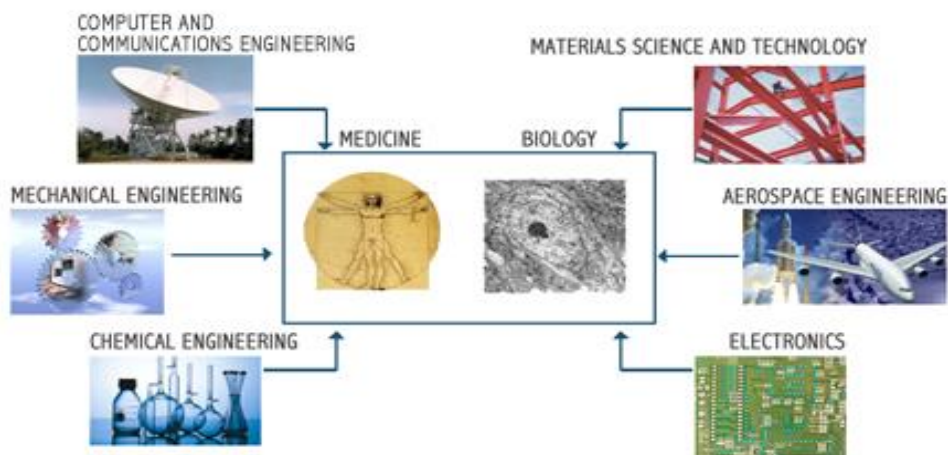 COMPUTER AND
COMMUNICATIONS ENGINEERING
MATERIALS SCIENCE AND TECHNOLOGY
MEDICINE
BIOLOGY
MECHANICAL ENGINEERING
AEROSPACE ENGINEERING
CHEMICAL ENGINEERING
ELECTRONICS